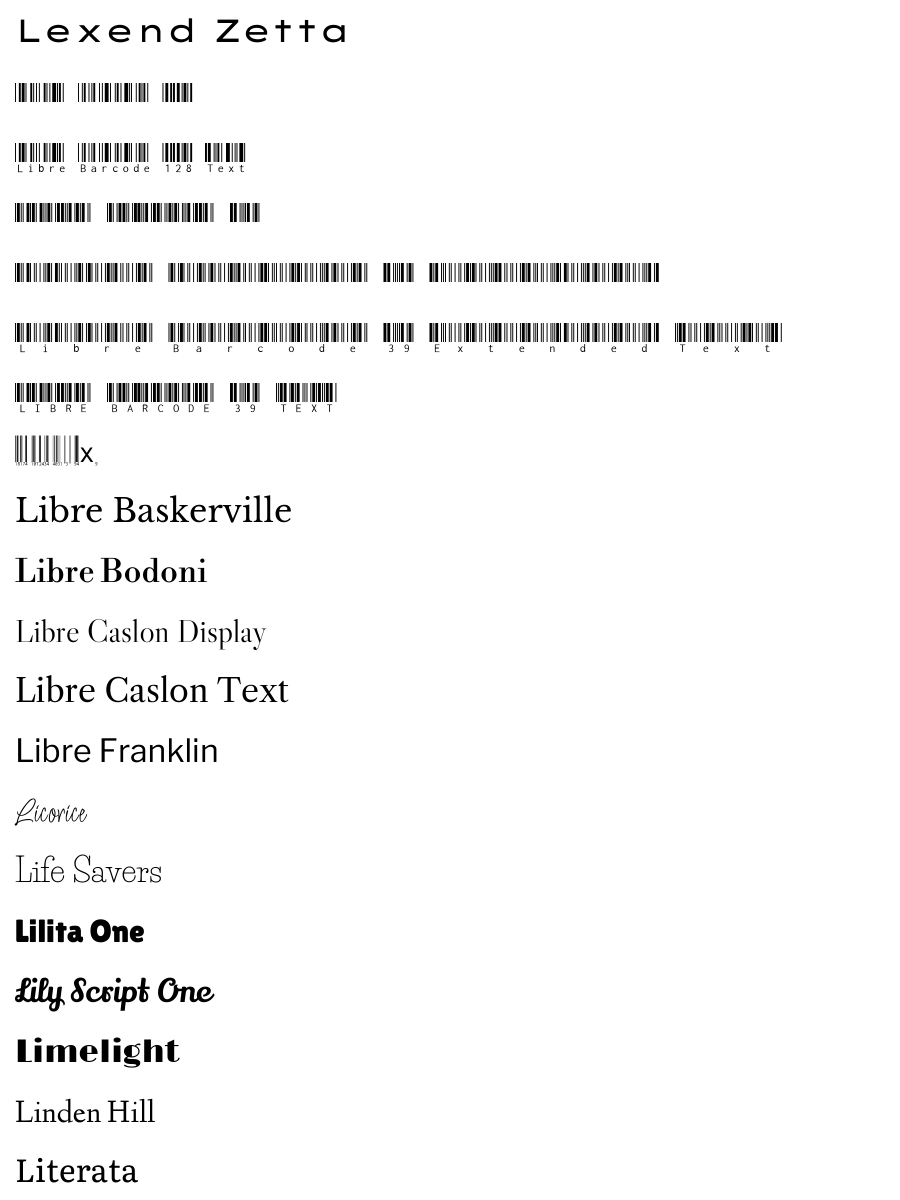 Lexend Zetta
Libre Barcode 128 Text
Libre Barcode 39 Extended Text
LIBRE BARCODE 39 TEXT
x
Libre Baskerville
Libre Bodoni
Libre Caslon Display
Libre Caslon Text
Libre Franklin
Licorice
Life Savers
Lilita One
Lily Script One
Limelight
Linden Hill
Literata